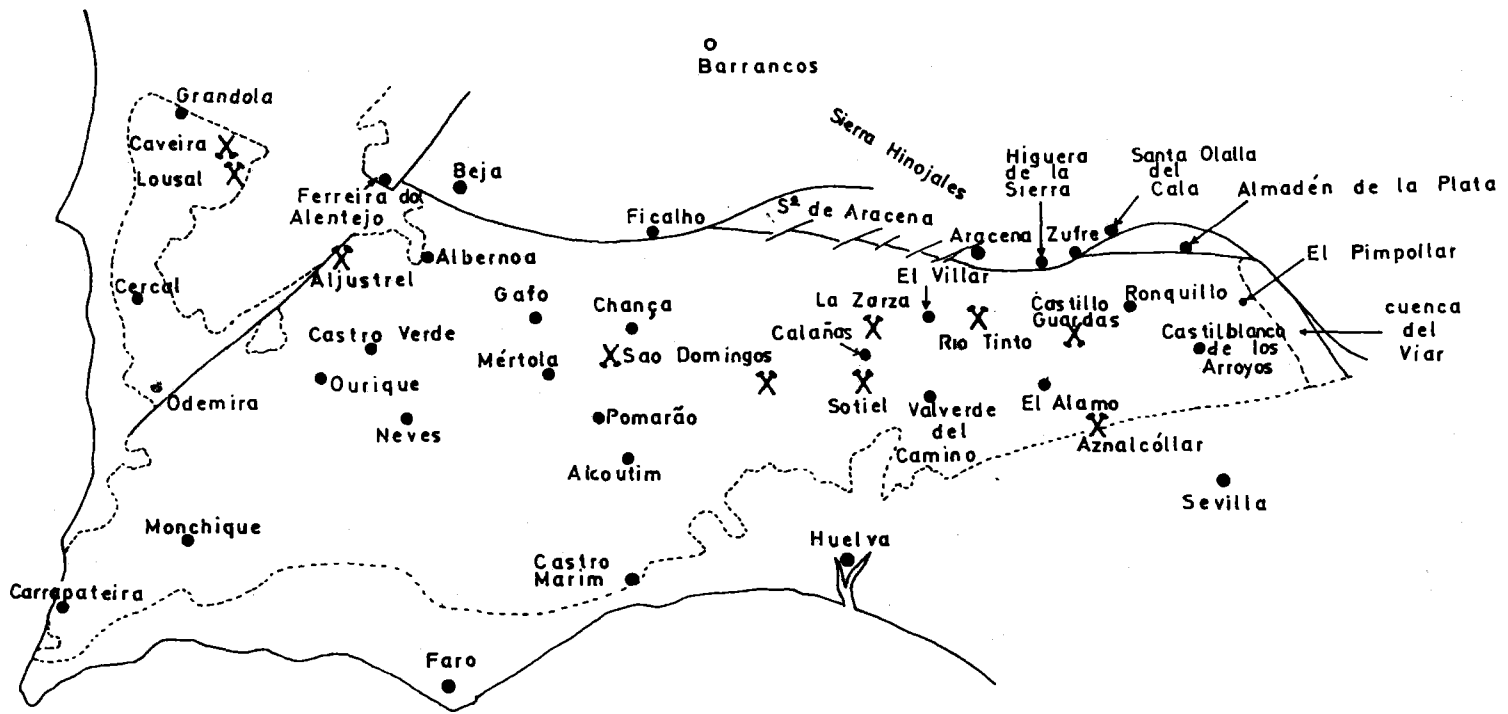 Barrancos
Grandola
Caveira
Lousal
Sierra Hinojales
Higuera
de la
Sierra
Santa Olalla
del
Cala
Almadén de la Plata
Beja
Ferreira do
Alentejo
Ficalho
Sª de Aracena
Aracena
Zufre
El Pimpollar
Albernoa
Aljustrel
El Villar
Cercal
Gafo
Chança
La Zarza
Castillo
Guardas
Ronquillo
cuenca
del
Viar
Castro Verde
Calañas
Rio Tinto
Castilblanco
de los
Arroyos
Mértola
Sao Domingos
Ourique
Odemira
Sotiel
Valverde
del
Camino
El Alamo
Neves
Pomarão
Aznalcóllar
Alcoutim
Sevilla
Monchique
Huelva
Castro
Marim
Carrapateira
Faro